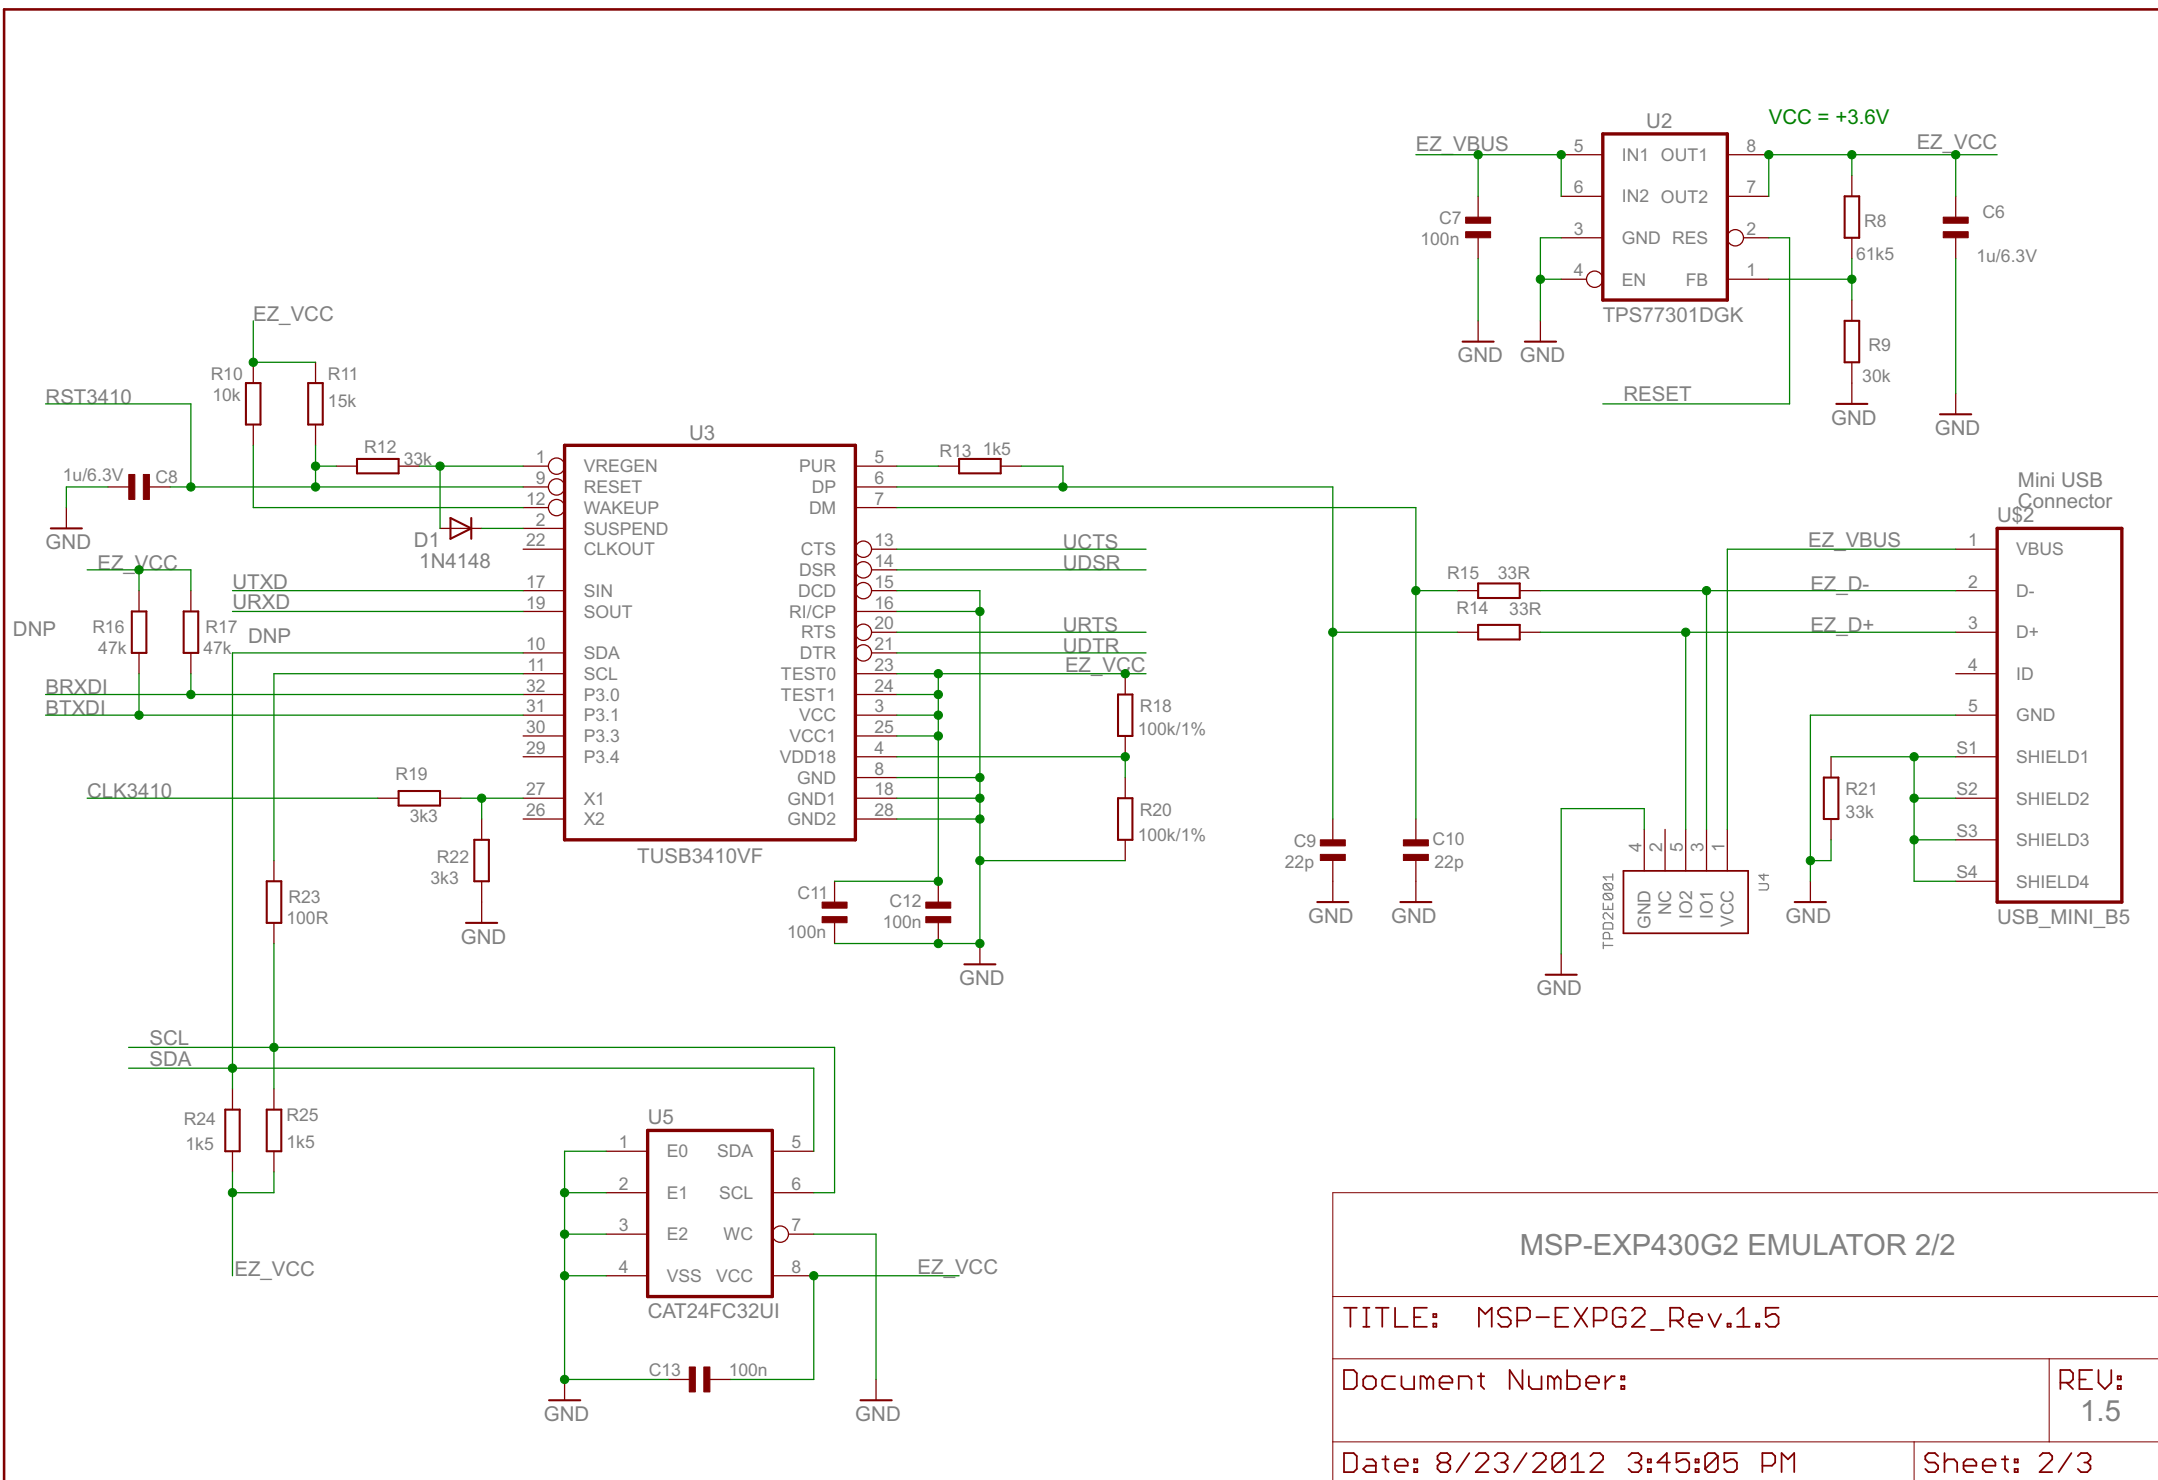 VCC = +3.6V
U2
EZ_VBUS
EZ_VCC
5 IN1 OUT1 8
6 IN2 OUT2 7
3 GND RES 2
4 EN FB 1
TPS77301DGK
C7
100n
R8
61k5
C6
1u/6.3V
R9
30k
GND
GND
GND
GND
RESET
EZ_VCC
R10
10k
R11
15k
RST3410
R12 33k
1u/6.3V C8
GND
D1
1N4148
EZ_VCC
UTXD
URXD
DNP
R16
47k
R17
47k
DNP
BRXDI
BTXDI
CLK3410
R19
3k3
R22
3k3
GND
R23
100R
U3
1 VREGEN
9 RESET
12 WAKEUP
2 SUSPEND
22 CLKOUT
17 SIN
19 SOUT
10 SDA
11 SCL
32 P3.0
31 P3.1
30 P3.3
29 P3.4
27 X1
26 X2
PUR 5
DP 6
DM 7
CTS 13
DSR 14
DCD 15
RI/CP 16
RTS 20
DTR 21
TEST0 23
TEST1 24
VCC 3
VCC1 25
VDD18 4
GND 8
GND1 18
GND2 28
TUSB3410VF
R13 1k5
UCTS
UDSR
URTS
UDTR
EZ_VCC
R18
100k/1%
R20
100k/1%
C11
100n
C12
100n
GND
C9
22p
GND
C10
22p
GND
R15 33R
R14 33R
EZ_VBUS
EZ_D-
EZ_D+
Mini USB
Connector
U$2
1 VBUS
2 D-
3 D+
4 ID
5 GND
S1 SHIELD1
S2 SHIELD2
S3 SHIELD3
S4 SHIELD4
USB_MINI_B5
R21
33k
GND
TPD2E001
4 GND
2 NC
5 IO2
3 IO1
1 VCC
U4
GND
SCL
SDA
R24
1k5
R25
1k5
EZ_VCC
U5
1 E0 SDA 5
2 E1 SCL 6
3 E2 WC 7
4 VSS VCC 8
CAT24FC32UI
EZ_VCC
C13 100n
GND
GND
MSP-EXP430G2 EMULATOR 2/2
TITLE: MSP-EXPG2_Rev.1.5
Document Number:
REV:
1.5
Date: 8/23/2012 3:45:05 PM
Sheet: 2/3